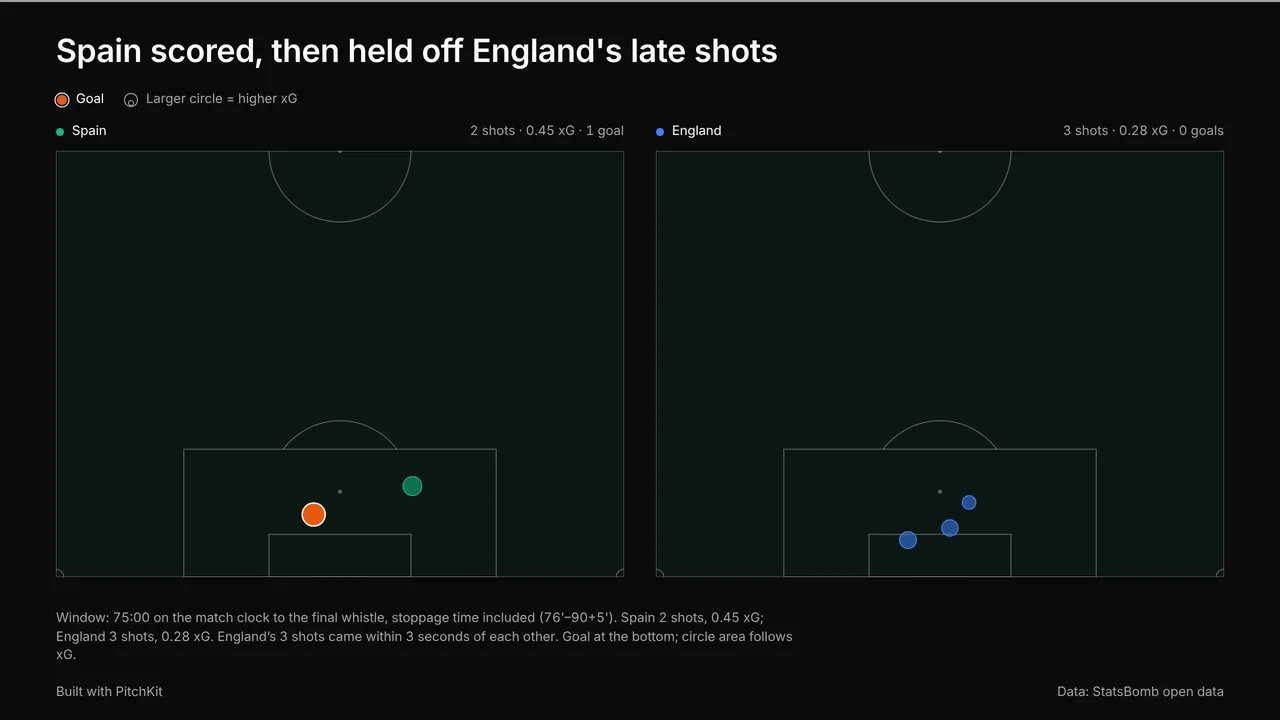 Spain scored, then held off England's late shots
Goal
Larger circle = higher xG
Spain
2 shots · 0.45 xG · 1 goal
England
3 shots · 0.28 xG · 0 goals
Window: 75:00 on the match clock to the final whistle, stoppage time included (76'–90+5'). Spain 2 shots, 0.45 xG;
England 3 shots, 0.28 xG. England’s 3 shots came within 3 seconds of each other. Goal at the bottom; circle area follows
xG.
Built with PitchKit
Data: StatsBomb open data